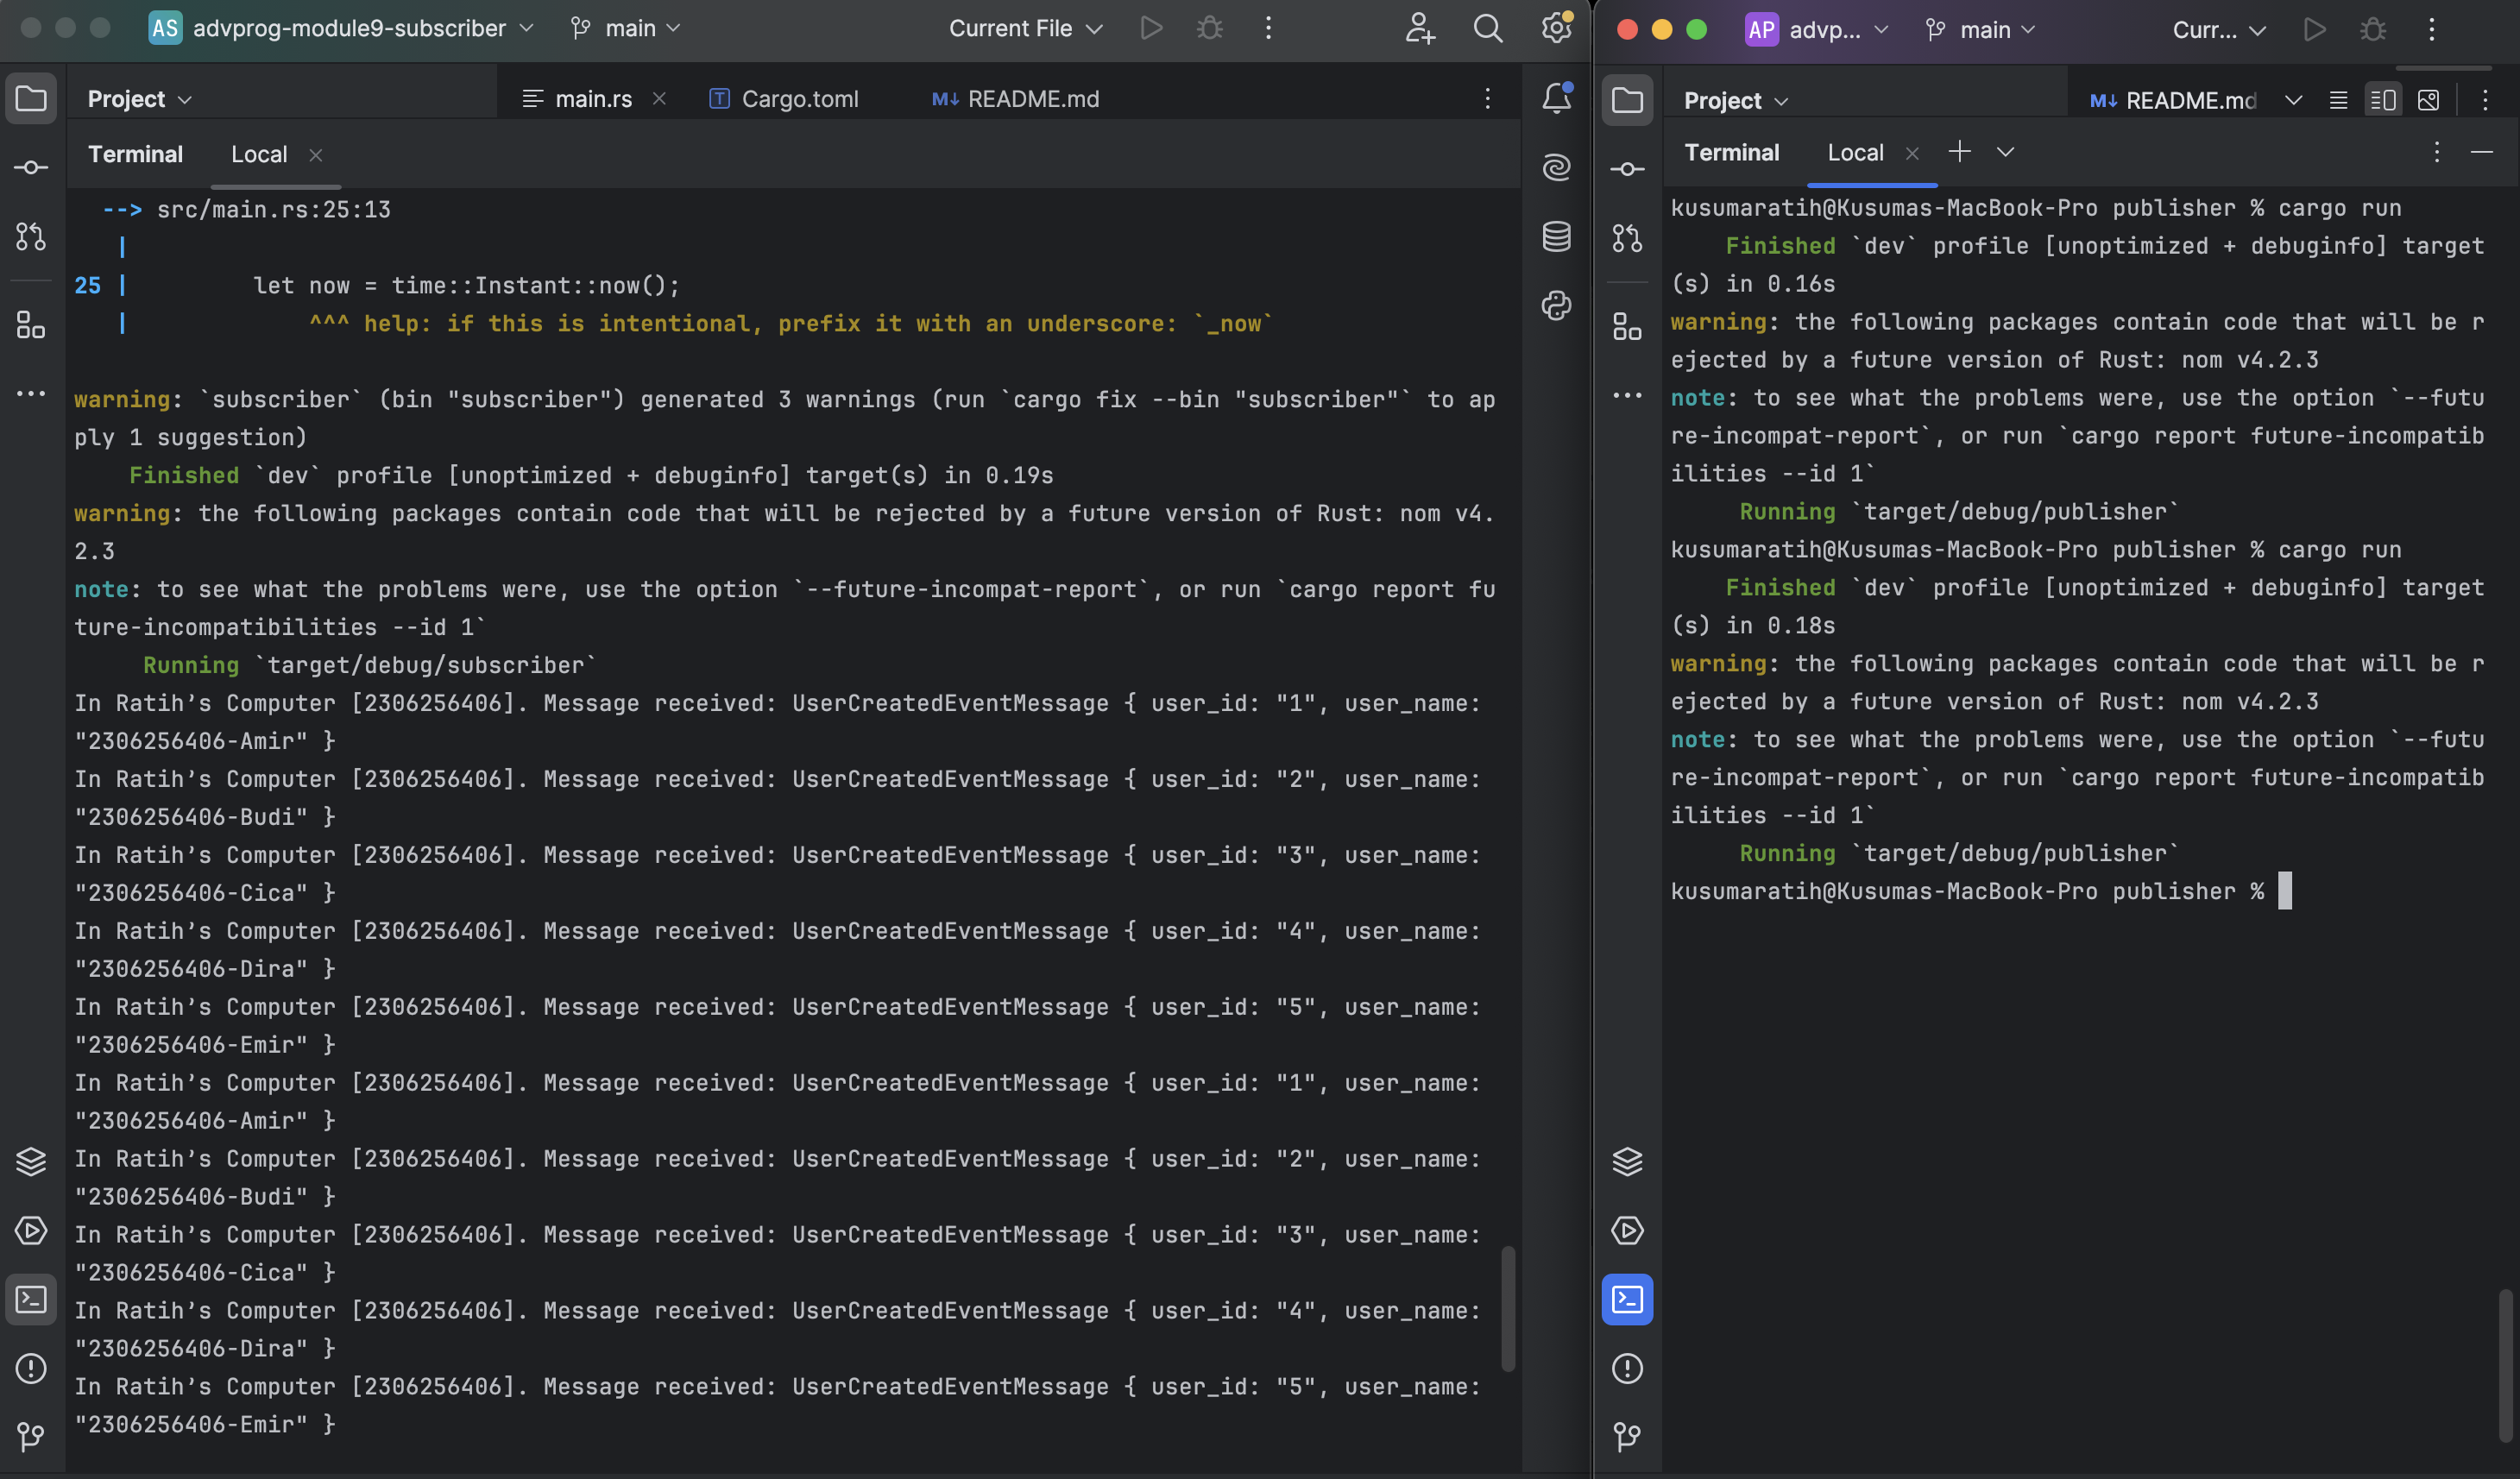 AS advprog-module9-subscriber main Current File
Project main.rs Cargo.toml M↓ README.md
Terminal Local
--> src/main.rs:25:13
|
25 | let now = time::Instant::now();
| ^^^ help: if this is intentional, prefix it with an underscore: `_now`
warning: `subscriber` (bin "subscriber") generated 3 warnings (run `cargo fix --bin "subscriber"` to ap
ply 1 suggestion)
Finished `dev` profile [unoptimized + debuginfo] target(s) in 0.19s
warning: the following packages contain code that will be rejected by a future version of Rust: nom v4.
2.3
note: to see what the problems were, use the option `--future-incompat-report`, or run `cargo report fu
ture-incompatibilities --id 1`
Running `target/debug/subscriber`
In Ratih’s Computer [2306256406]. Message received: UserCreatedEventMessage { user_id: "1", user_name:
"2306256406-Amir" }
In Ratih’s Computer [2306256406]. Message received: UserCreatedEventMessage { user_id: "2", user_name:
"2306256406-Budi" }
In Ratih’s Computer [2306256406]. Message received: UserCreatedEventMessage { user_id: "3", user_name:
"2306256406-Cica" }
In Ratih’s Computer [2306256406]. Message received: UserCreatedEventMessage { user_id: "4", user_name:
"2306256406-Dira" }
In Ratih’s Computer [2306256406]. Message received: UserCreatedEventMessage { user_id: "5", user_name:
"2306256406-Emir" }
In Ratih’s Computer [2306256406]. Message received: UserCreatedEventMessage { user_id: "1", user_name:
"2306256406-Amir" }
In Ratih’s Computer [2306256406]. Message received: UserCreatedEventMessage { user_id: "2", user_name:
"2306256406-Budi" }
In Ratih’s Computer [2306256406]. Message received: UserCreatedEventMessage { user_id: "3", user_name:
"2306256406-Cica" }
In Ratih’s Computer [2306256406]. Message received: UserCreatedEventMessage { user_id: "4", user_name:
"2306256406-Dira" }
In Ratih’s Computer [2306256406]. Message received: UserCreatedEventMessage { user_id: "5", user_name:
"2306256406-Emir" }
AP advp... main Curr...
Project M↓ README.md
Terminal Local
kusumaratih@Kusumas-MacBook-Pro publisher % cargo run
Finished `dev` profile [unoptimized + debuginfo] target
(s) in 0.16s
warning: the following packages contain code that will be r
ejected by a future version of Rust: nom v4.2.3
note: to see what the problems were, use the option `--futu
re-incompat-report`, or run `cargo report future-incompatib
ilities --id 1`
Running `target/debug/publisher`
kusumaratih@Kusumas-MacBook-Pro publisher % cargo run
Finished `dev` profile [unoptimized + debuginfo] target
(s) in 0.18s
warning: the following packages contain code that will be r
ejected by a future version of Rust: nom v4.2.3
note: to see what the problems were, use the option `--futu
re-incompat-report`, or run `cargo report future-incompatib
ilities --id 1`
Running `target/debug/publisher`
kusumaratih@Kusumas-MacBook-Pro publisher %